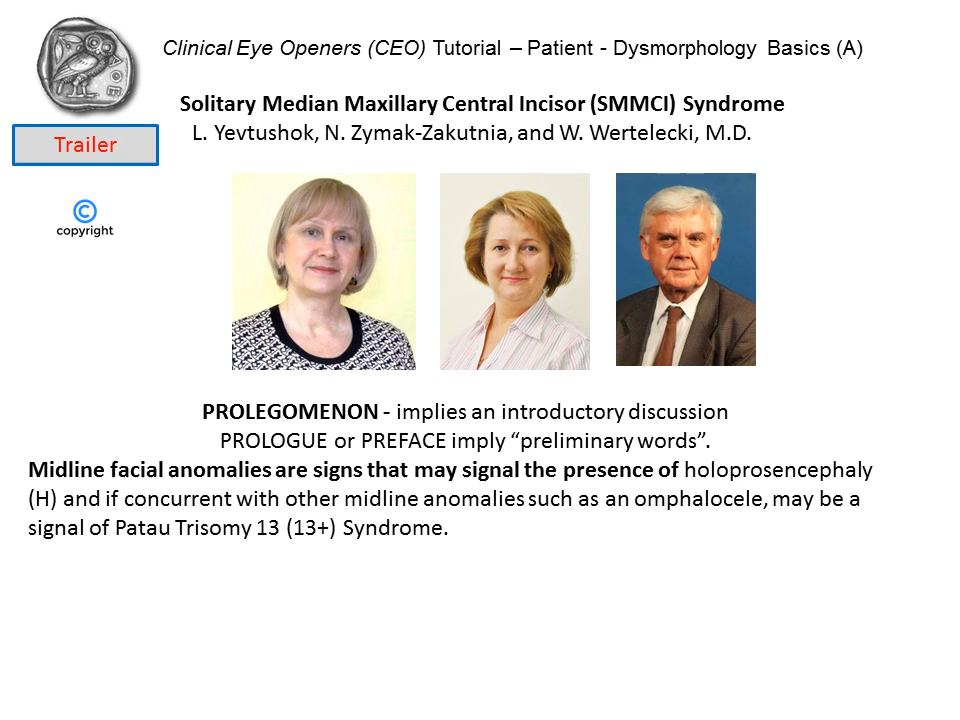 Clinical Eye Openers (CEO) Tutorial – Patient - Dysmorphology Basics (A)
Solitary Median Maxillary Central Incisor (SMMCI) Syndrome
L. Yevtushok, N. Zymak-Zakutnia, and W. Wertelecki, M.D.
Trailer
©
copyright
PROLEGOMENON - implies an introductory discussion
PROLOGUE or PREFACE imply “preliminary words”.
Midline facial anomalies are signs that may signal the presence of holoprosencephaly
(H) and if concurrent with other midline anomalies such as an omphalocele, may be a
signal of Patau Trisomy 13 (13+) Syndrome.